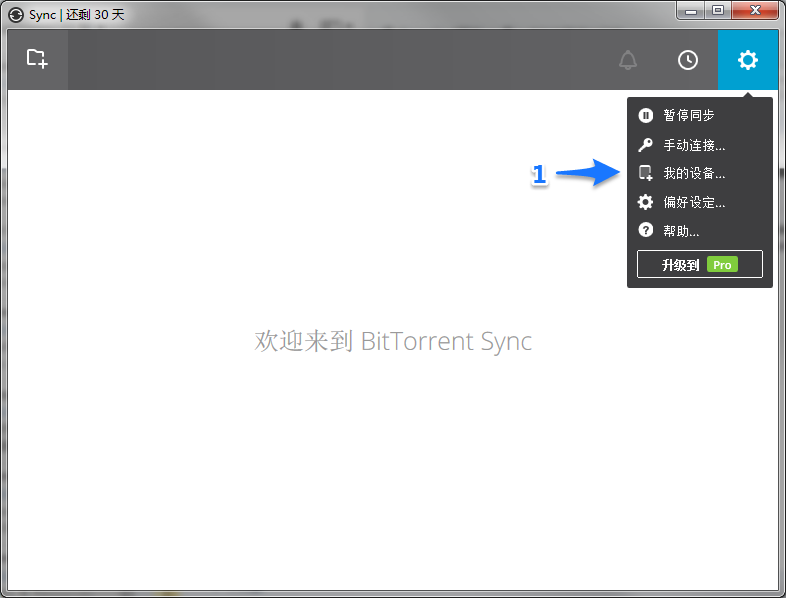 Sync | 还剩 30 天
暂停同步
手动连接...
1
我的设备...
偏好设定...
帮助...
升级到 Pro
欢迎来到 BitTorrent Sync